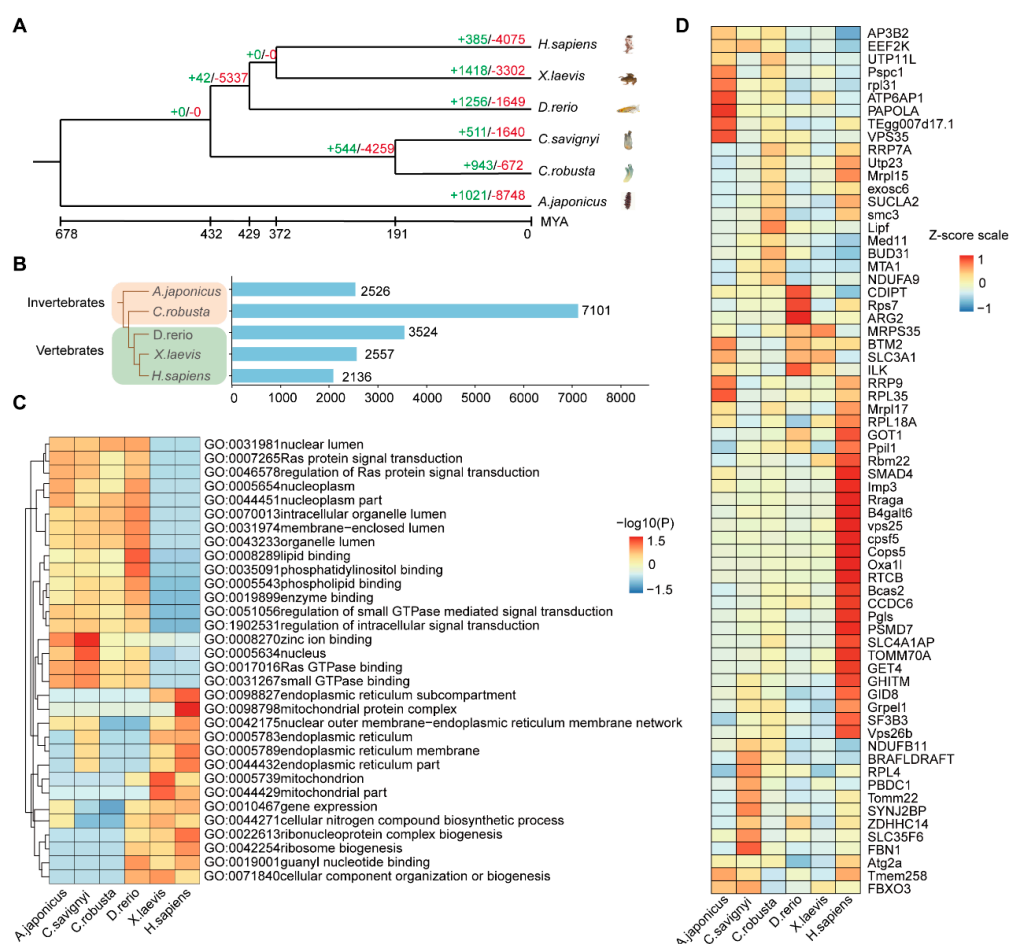 A
+385/-4075
H.sapiens
+0/-0
+1418/-3302
X.laevis
+42/-5337
+1256/-1649
D.rerio
+0/-0
+511/-1640
C.savignyi
+544/-4259
+943/-672
C.robusta
+1021/-8748
A.japonicus
MYA
678
432
429
372
191
0
B
Invertebrates
Vertebrates
A.japonicus
C.robusta
D.rerio
X.laevis
H.sapiens
2526
7101
3524
2557
2136
0
1000
2000
3000
4000
5000
6000
7000
8000
C
GO:0031981nuclear lumen
GO:0007265Ras protein signal transduction
GO:0046578regulation of Ras protein signal transduction
GO:0005654nucleoplasm
GO:0044451nucleoplasm part
GO:0070013intracellular organelle lumen
GO:0031974membrane−enclosed lumen
GO:0043233organelle lumen
GO:0008289lipid binding
GO:0035091phosphatidylinositol binding
GO:0005543phospholipid binding
GO:0019899enzyme binding
GO:0051056regulation of small GTPase mediated signal transduction
GO:1902531regulation of intracellular signal transduction
GO:0008270zinc ion binding
GO:0005634nucleus
GO:0017016Ras GTPase binding
GO:0031267small GTPase binding
GO:0098827endoplasmic reticulum subcompartment
GO:0098798mitochondrial protein complex
GO:0042175nuclear outer membrane−endoplasmic reticulum membrane network
GO:0005783endoplasmic reticulum
GO:0005789endoplasmic reticulum membrane
GO:0044432endoplasmic reticulum part
GO:0005739mitochondrion
GO:0044429mitochondrial part
GO:0010467gene expression
GO:0044271cellular nitrogen compound biosynthetic process
GO:0022613ribonucleoprotein complex biogenesis
GO:0042254ribosome biogenesis
GO:0019001guanyl nucleotide binding
GO:0071840cellular component organization or biogenesis
A.japonicus
C.savignyi
C.robusta
D.rerio
X.laevis
H.sapiens
−log10(P)
1.5
0
−1.5
D
AP3B2
EEF2K
UTP11L
Pspc1
rpl31
ATP6AP1
PAPOLA
TEgg007d17.1
VPS35
RRP7A
Utp23
Mrpl15
exosc6
SUCLA2
smc3
Lipf
Med11
BUD31
MTA1
NDUFA9
CDIPT
Rps7
ARG2
MRPS35
BTM2
SLC3A1
ILK
RRP9
RPL35
Mrpl17
RPL18A
GOT1
Ppil1
Rbm22
SMAD4
Imp3
Rraga
B4galt6
vps25
cpsf5
Cops5
Oxa1l
RTCB
Bcas2
CCDC6
Pgls
PSMD7
SLC4A1AP
TOMM70A
GET4
GHITM
GID8
Grpel1
SF3B3
Vps26b
NDUFB11
BRAFLDRAFT
RPL4
PBDC1
Tomm22
SYNJ2BP
ZDHHC14
SLC35F6
FBN1
Atg2a
Tmem258
FBXO3
A.japonicus
C.savignyi
C.robusta
D.rerio
X.laevis
H.sapiens
Z-score scale
1
0
−1